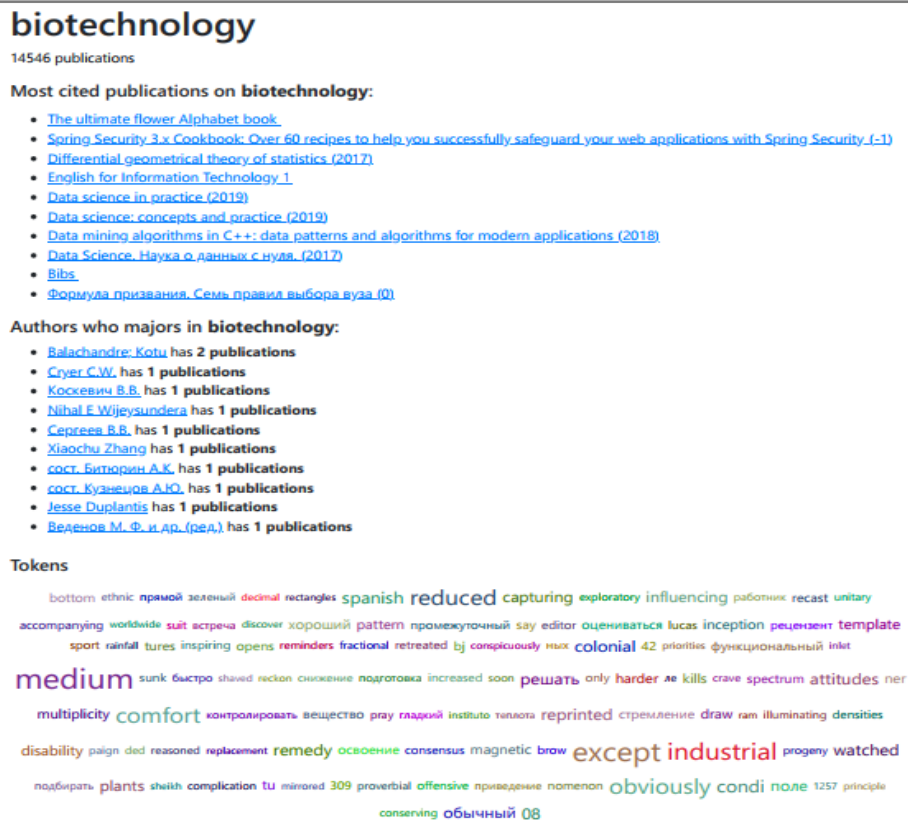 biotechnology
14546 publications
Most cited publications on biotechnology:
The ultimate flower Alphabet book
Spring Security 3.x Cookbook: Over 60 recipes to help you successfully safeguard your web applications with Spring Security (-1)
Differential geometrical theory of statistics (2017)
English for Information Technology 1
Data science in practice (2019)
Data science: concepts and practice (2019)
Data mining algorithms in C++: data patterns and algorithms for modern applications (2018)
Data Science. Наука о данных с нуля. (2017)
Bibs
Формула призвания. Семь правил выбора вуза (0)
Authors who majors in biotechnology:
Balachandre; Kotu has 2 publications
Cryer C.W. has 1 publications
Коскевич В.В. has 1 publications
Nihal E Wijeysundera has 1 publications
Сергеев В.В. has 1 publications
Xiaochu Zhang has 1 publications
сост. Битюрин А.К. has 1 publications
сост. Кузнецов А.Ю. has 1 publications
Jesse Duplantis has 1 publications
Веденов М. Ф. и др. (ред.) has 1 publications
Tokens
bottom ethnic прямой зеленый decimal rectangles spanish reduced capturing exploratory influencing работник recast unitary
accompanying worldwide suit встреча discover хороший pattern промежуточный say editor оцениваться lucas inception рецензент template
sport rainfall tures inspiring opens reminders fractional retreated bj conspicuously ных colonial 42 priorities функциональный inlet
medium sunk быстро shaved reckon снижение подготовка increased soon решать only harder ле kills crave spectrum attitudes ner
multiplicity comfort контролировать вещество pray гладкий instituto теплота reprinted стремление draw ram illuminating densities
disability paign ded reasoned replacement remedy освоение consensus magnetic brow except industrial progeny watched
подбирать plants sheikh complication tu mirrored 309 proverbial offensive приведение nomenon obviously condi поле 1257 principle
conserving обычный 08